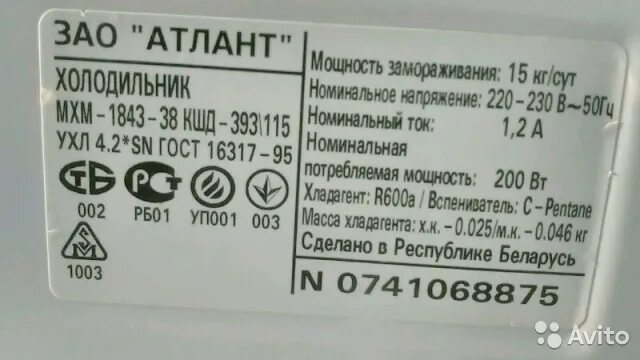 ЗАО "АТЛАНТ"
ХОЛОДИЛЬНИК
МХМ-1843-38 КШД-393\115
УХЛ 4.2*SN ГОСТ 16317-95
СТБ РСТ
002 РБ01 УП001 003
1003
Мощность замораживания: 15 кг/сут
Номинальное напряжение: 220-230 В~50Гц
Номинальный ток: 1,2 А
Номинальная
потребляемая мощность: 200 Вт
Хладагент: R600a / Вспениватель: C-Pentane
Масса хладагента: х.к. - 0.025/м.к. - 0.046 кг
Сделано в Республике Беларусь
N 0741068875
Avito